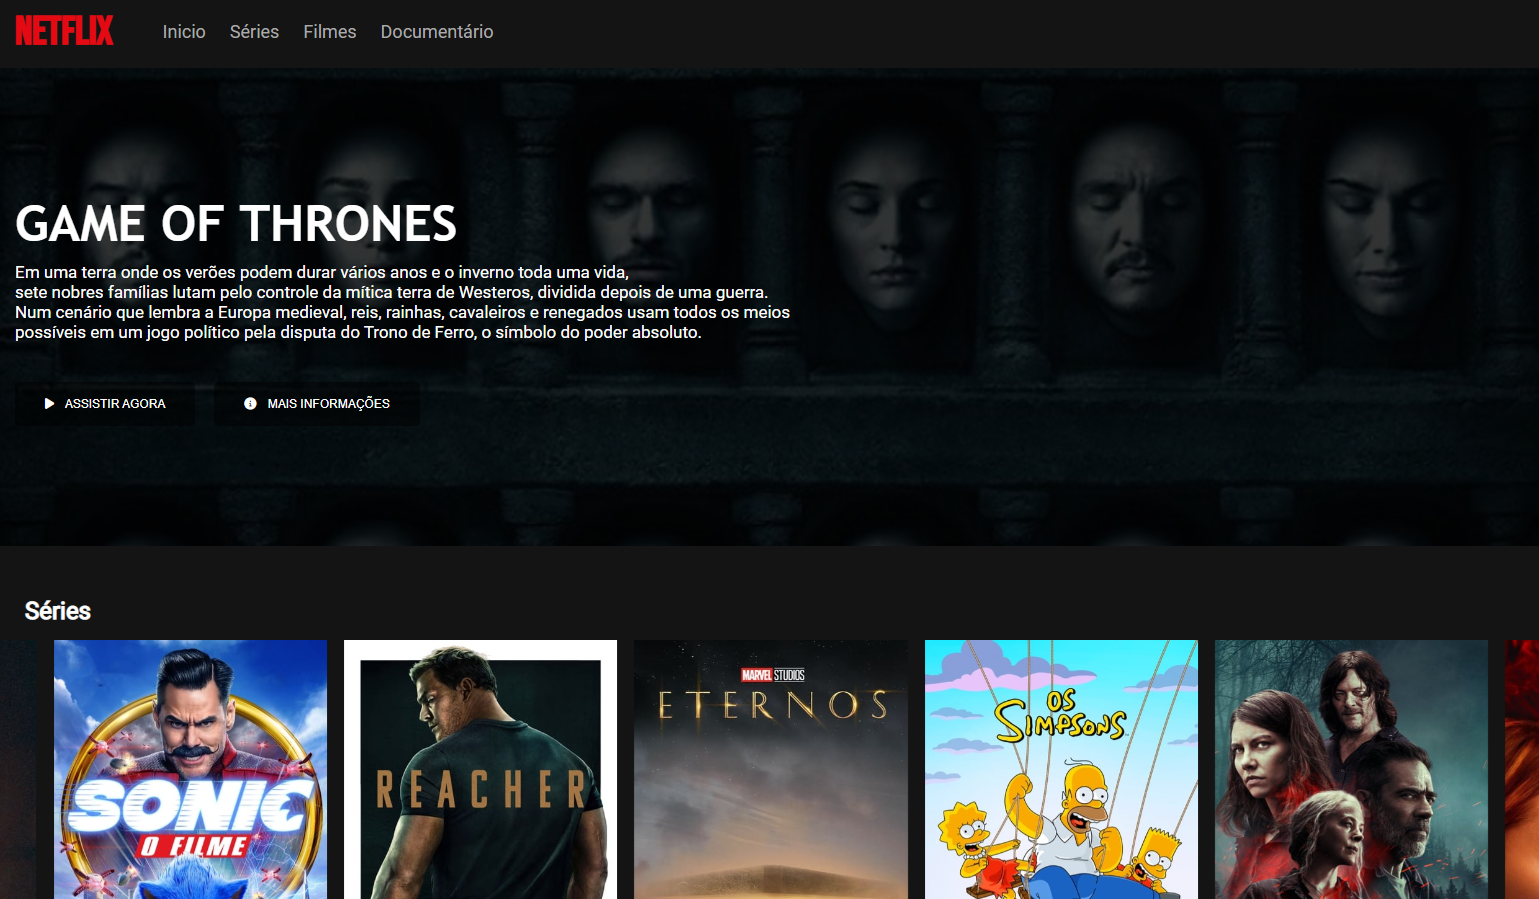 NETFLIX
Inicio
Séries
Filmes
Documentário
GAME OF THRONES
Em uma terra onde os verões podem durar vários anos e o inverno toda uma vida,
sete nobres famílias lutam pelo controle da mítica terra de Westeros, dividida depois de uma guerra.
Num cenário que lembra a Europa medieval, reis, rainhas, cavaleiros e renegados usam todos os meios
possíveis em um jogo político pela disputa do Trono de Ferro, o símbolo do poder absoluto.
ASSISTIR AGORA
MAIS INFORMAÇÕES
Séries
SONIC
O FILME
REACHER
MARVEL STUDIOS
ETERNOS
OS
SIMPSONS